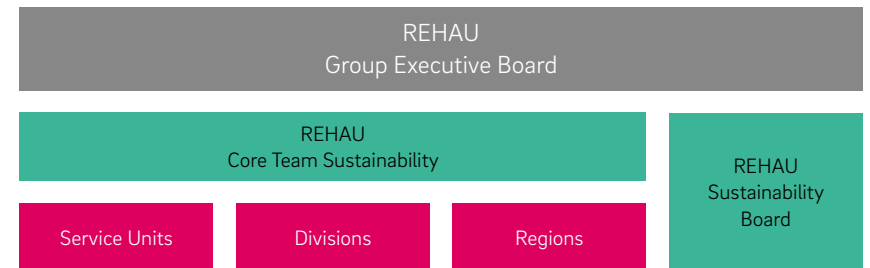 REHAU
Group Executive Board
REHAU
Core Team Sustainability
REHAU
Sustainability
Board
Service Units
Divisions
Regions